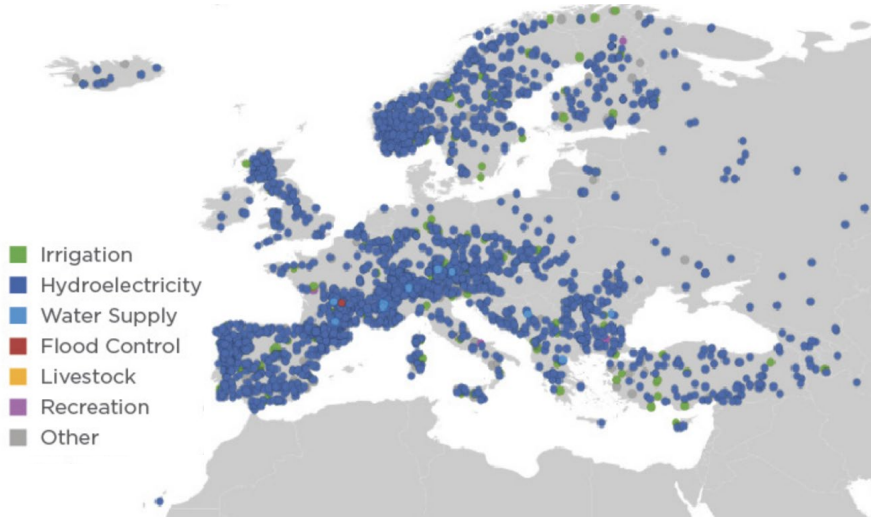 Irrigation
Hydroelectricity
Water Supply
Flood Control
Livestock
Recreation
Other